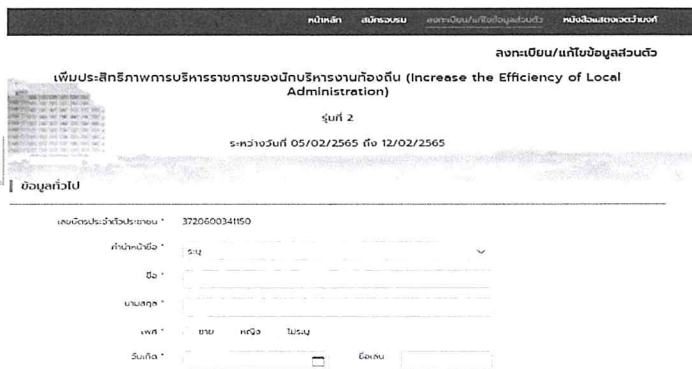 หน้าหลัก สมัครอบรม ลงทะเบียน/แก้ไขข้อมูลส่วนตัว หนังสือแสดงเจตจำนงค์
ลงทะเบียน/แก้ไขข้อมูลส่วนตัว
เพิ่มประสิทธิภาพการบริหารราชการของนักบริหารงานท้องถิ่น (Increase the Efficiency of Local
Administration)
รุ่นที่ 2
ระหว่างวันที่ 05/02/2565 ถึง 12/02/2565
ข้อมูลทั่วไป
เลขบัตรประจำตัวประชาชน * 3720600341150
คำนำหน้าชื่อ * ระบุ
ชื่อ *
นามสกุล *
เพศ * ชาย หญิง ไม่ระบุ
วันเกิด * ชื่อเล่น